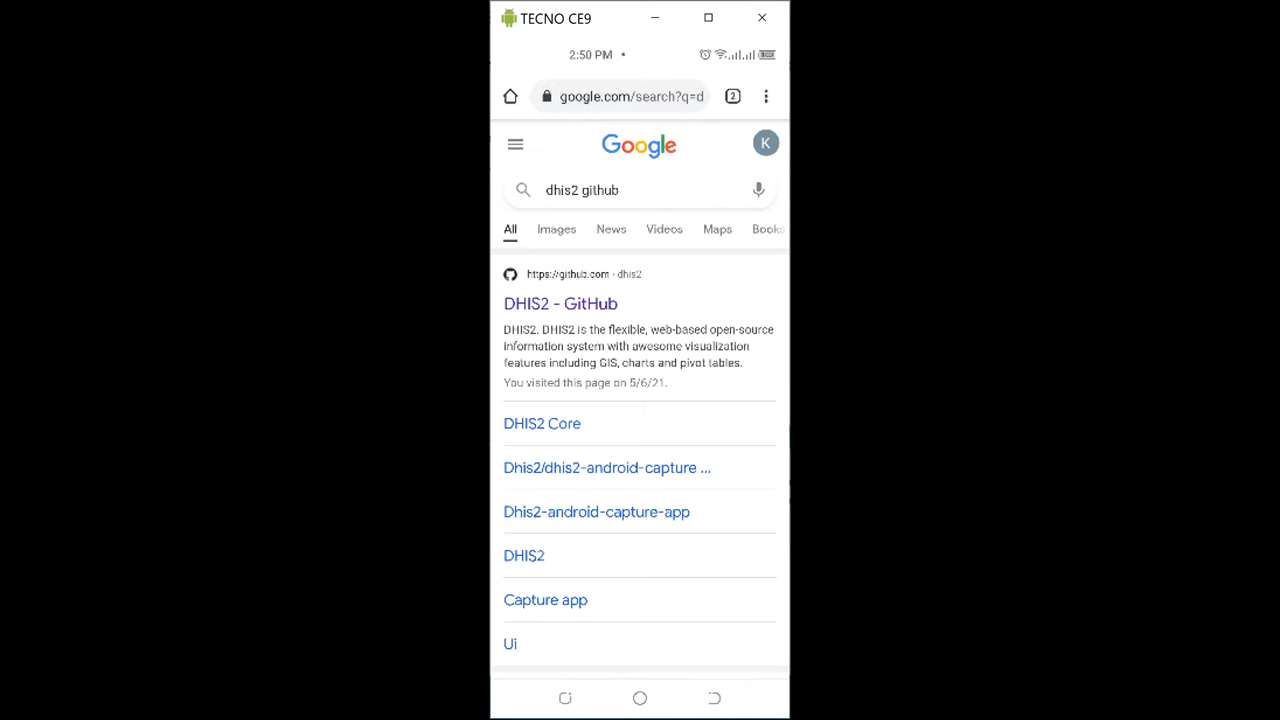 TECNO CE9
2:50 PM
google.com/search?q=d
2
Google
K
dhis2 github
All Images News Videos Maps Books
https://github.com › dhis2
DHIS2 - GitHub
DHIS2. DHIS2 is the flexible, web-based open-source
information system with awesome visualization
features including GIS, charts and pivot tables.
You visited this page on 5/6/21.
DHIS2 Core
Dhis2/dhis2-android-capture ...
Dhis2-android-capture-app
DHIS2
Capture app
Ui